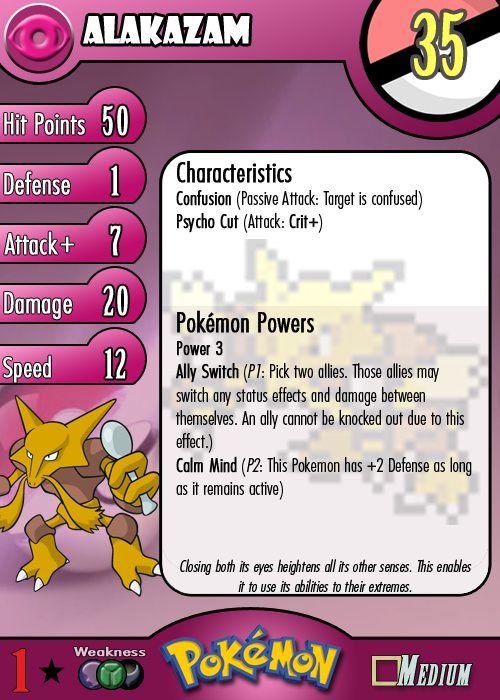 ALAKAZAM
35
Hit Points 50
Defense 1
Attack+ 7
Damage 20
Speed 12
Characteristics
Confusion (Passive Attack: Target is confused)
Psycho Cut (Attack: Crit+)
Pokémon Powers
Power 3
Ally Switch (P1: Pick two allies. Those allies may
switch any status effects and damage between
themselves. An ally cannot be knocked out due to this
effect.)
Calm Mind (P2: This Pokemon has +2 Defense as long
as it remains active)
Closing both its eyes heightens all its other senses. This enables
it to use its abilities to their extremes.
1 ★
Weakness
POKéMON
MEDIUM